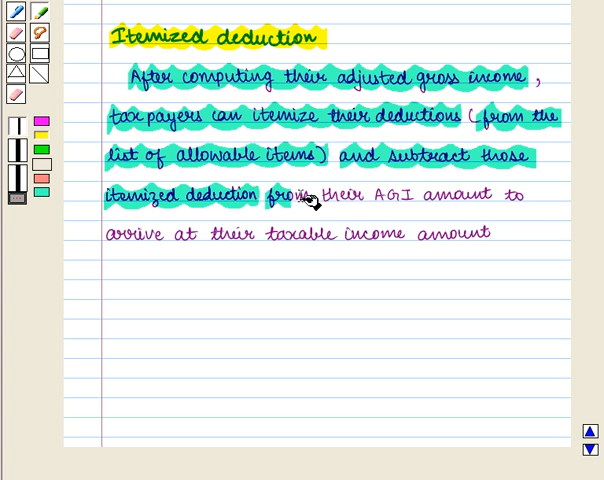 Itemized deduction
After computing their adjusted gross income,
tax payers can itemize their deductions (from the
list of allowable items) and subtract those
itemized deduction from their AGI amount to
arrive at their taxable income amount